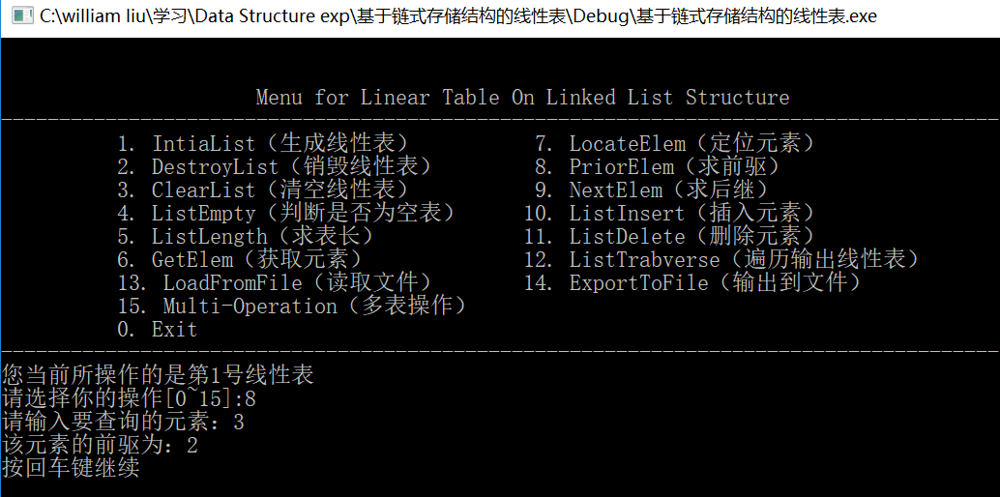 C:\william liu\学习\Data Structure exp\基于链式存储结构的线性表\Debug\基于链式存储结构的线性表.exe
Menu for Linear Table On Linked List Structure
1. IntiaList（生成线性表） 7. LocateElem（定位元素）
2. DestroyList（销毁线性表） 8. PriorElem（求前驱）
3. ClearList（清空线性表） 9. NextElem（求后继）
4. ListEmpty（判断是否为空表） 10. ListInsert（插入元素）
5. ListLength（求表长） 11. ListDelete（删除元素）
6. GetElem（获取元素） 12. ListTrabverse（遍历输出线性表）
13. LoadFromFile（读取文件） 14. ExportToFile（输出到文件）
15. Multi-Operation（多表操作）
0. Exit
您当前所操作的是第1号线性表
请选择你的操作[0~15]:8
请输入要查询的元素：3
该元素的前驱为：2
按回车键继续